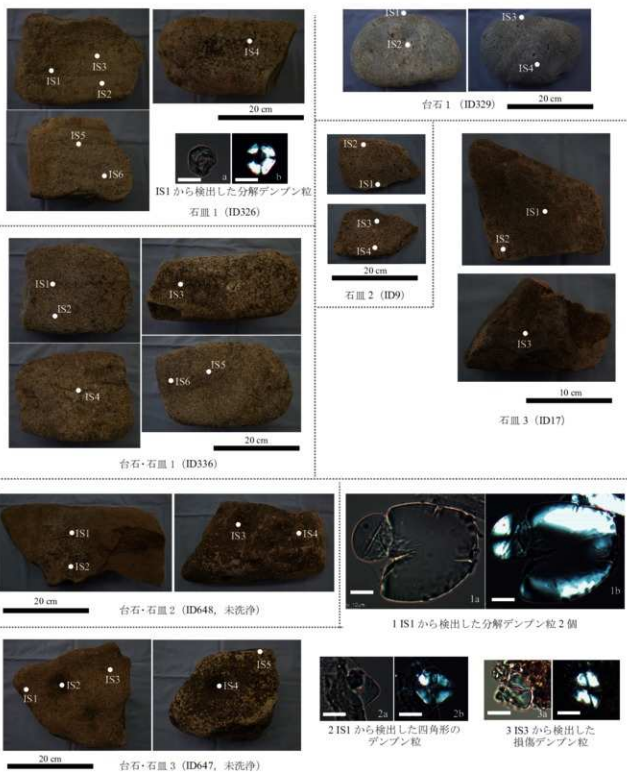 IS1
IS3
IS2
IS4
20 cm
IS5
IS6
a
b
IS1 から検出した分解デンプン粒
石皿 1（ID326）
IS1
IS2
IS3
IS4
台石 1（ID329）
20 cm
IS2
IS1
IS3
IS4
20 cm
石皿 2（ID9）
IS1
IS2
IS3
10 cm
石皿 3（ID17）
IS1
IS2
IS3
IS4
IS5
IS6
20 cm
台石・石皿 1（ID336）
IS1
IS2
IS3
IS4
20 cm
台石・石皿 2（ID648，未洗浄）
1a
1b
1 IS1 から検出した分解デンプン粒 2 個
IS1
IS2
IS3
IS4
IS5
20 cm
台石・石皿 3（ID647，未洗浄）
2a
2b
2 IS1 から検出した四角形の
デンプン粒
3a
3 IS3 から検出した
損傷デンプン粒